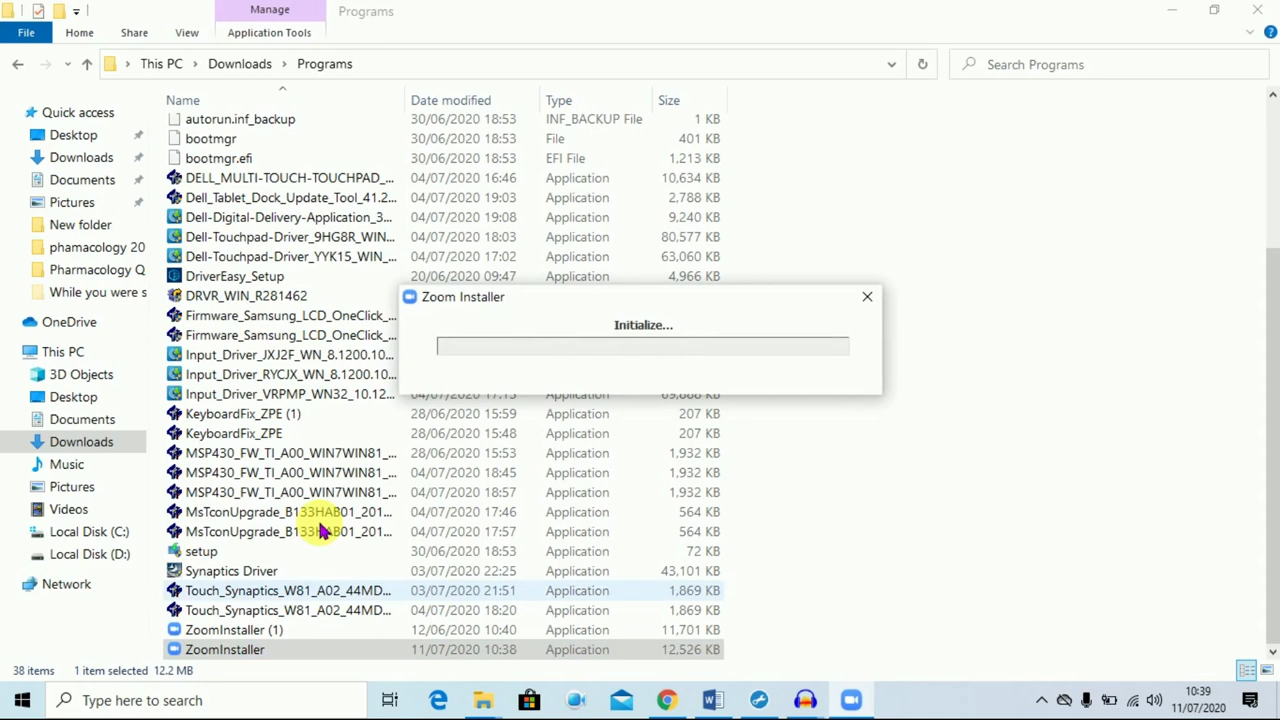 Manage
Programs
File
Home
Share
View
Application Tools
This PC
Downloads
Programs
Search Programs
Name
Date modified
Type
Size
Quick access
Desktop
Downloads
Documents
Pictures
New folder
phamacology 20
Pharmacology Q
While you were s
OneDrive
This PC
3D Objects
Desktop
Documents
Downloads
Music
Pictures
Videos
Local Disk (C:)
Local Disk (D:)
Network
autorun.inf_backup 30/06/2020 18:53 INF_BACKUP File 1 KB
bootmgr 30/06/2020 18:53 File 401 KB
bootmgr.efi 30/06/2020 18:53 EFI File 1,213 KB
DELL_MULTI-TOUCH-TOUCHPAD_... 04/07/2020 16:46 Application 10,634 KB
Dell_Tablet_Dock_Update_Tool_41.2... 04/07/2020 19:03 Application 2,788 KB
Dell-Digital-Delivery-Application_3... 04/07/2020 19:08 Application 9,240 KB
Dell-Touchpad-Driver_9HG8R_WIN... 04/07/2020 18:03 Application 80,577 KB
Dell-Touchpad-Driver_YYK15_WIN_... 04/07/2020 17:02 Application 63,060 KB
DriverEasy_Setup 20/06/2020 09:47 Application 4,966 KB
DRVR_WIN_R281462
Firmware_Samsung_LCD_OneClick_...
Firmware_Samsung_LCD_OneClick_...
Input_Driver_JXJ2F_WN_8.1200.10...
Input_Driver_RYCJX_WN_8.1200.10...
Input_Driver_VRPMP_WN32_10.12...
Zoom Installer
Initialize...
KeyboardFix_ZPE (1) 28/06/2020 15:59 Application 207 KB
KeyboardFix_ZPE 28/06/2020 15:48 Application 207 KB
MSP430_FW_TI_A00_WIN7WIN81_... 28/06/2020 15:53 Application 1,932 KB
MSP430_FW_TI_A00_WIN7WIN81_... 04/07/2020 18:45 Application 1,932 KB
MSP430_FW_TI_A00_WIN7WIN81_... 04/07/2020 18:57 Application 1,932 KB
MsTconUpgrade_B133HAB01_201... 04/07/2020 17:46 Application 564 KB
MsTconUpgrade_B133HAB01_201... 04/07/2020 17:57 Application 564 KB
setup 30/06/2020 18:53 Application 72 KB
Synaptics Driver 03/07/2020 22:25 Application 43,101 KB
Touch_Synaptics_W81_A02_44MD... 03/07/2020 21:51 Application 1,869 KB
Touch_Synaptics_W81_A02_44MD... 04/07/2020 18:20 Application 1,869 KB
ZoomInstaller (1) 12/06/2020 10:40 Application 11,701 KB
ZoomInstaller 11/07/2020 10:38 Application 12,526 KB
38 items 1 item selected 12.2 MB
Type here to search
10:39
11/07/2020